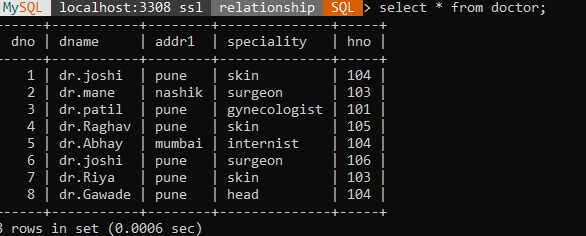 MySQL localhost:3308 ssl relationship SQL > select * from doctor;
dno | dname | addr1 | speciality | hno
1 | dr.joshi | pune | skin | 104
2 | dr.mane | nashik | surgeon | 103
3 | dr.patil | pune | gynecologist | 101
4 | dr.Raghav | pune | skin | 105
5 | dr.Abhay | mumbai | internist | 104
6 | dr.joshi | pune | surgeon | 106
7 | dr.Riya | pune | skin | 103
8 | dr.Gawade | pune | head | 104
rows in set (0.0006 sec)